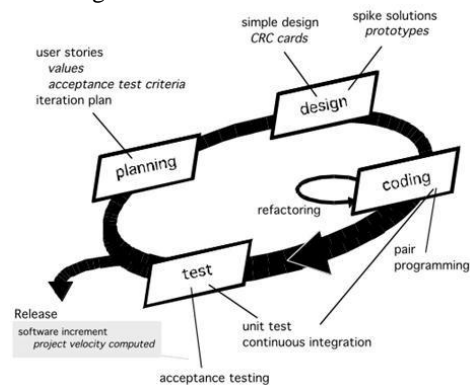 simple design
CRC cards
spike solutions
prototypes
user stories
values
acceptance test criteria
iteration plan
design
planning
coding
refactoring
pair
programming
test
unit test
continuous integration
Release
software increment
project velocity computed
acceptance testing